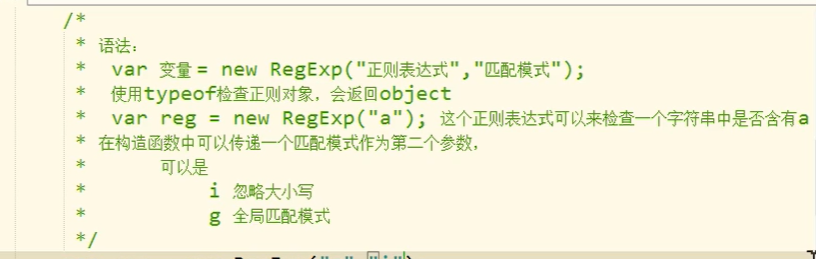 /*
* 语法：
* var 变量 = new RegExp("正则表达式","匹配模式");
* 使用typeof检查正则对象，会返回object
* var reg = new RegExp("a"); 这个正则表达式可以来检查一个字符串中是否含有a
* 在构造函数中可以传递一个匹配模式作为第二个参数，
* 可以是
* i 忽略大小写
* g 全局匹配模式
*/